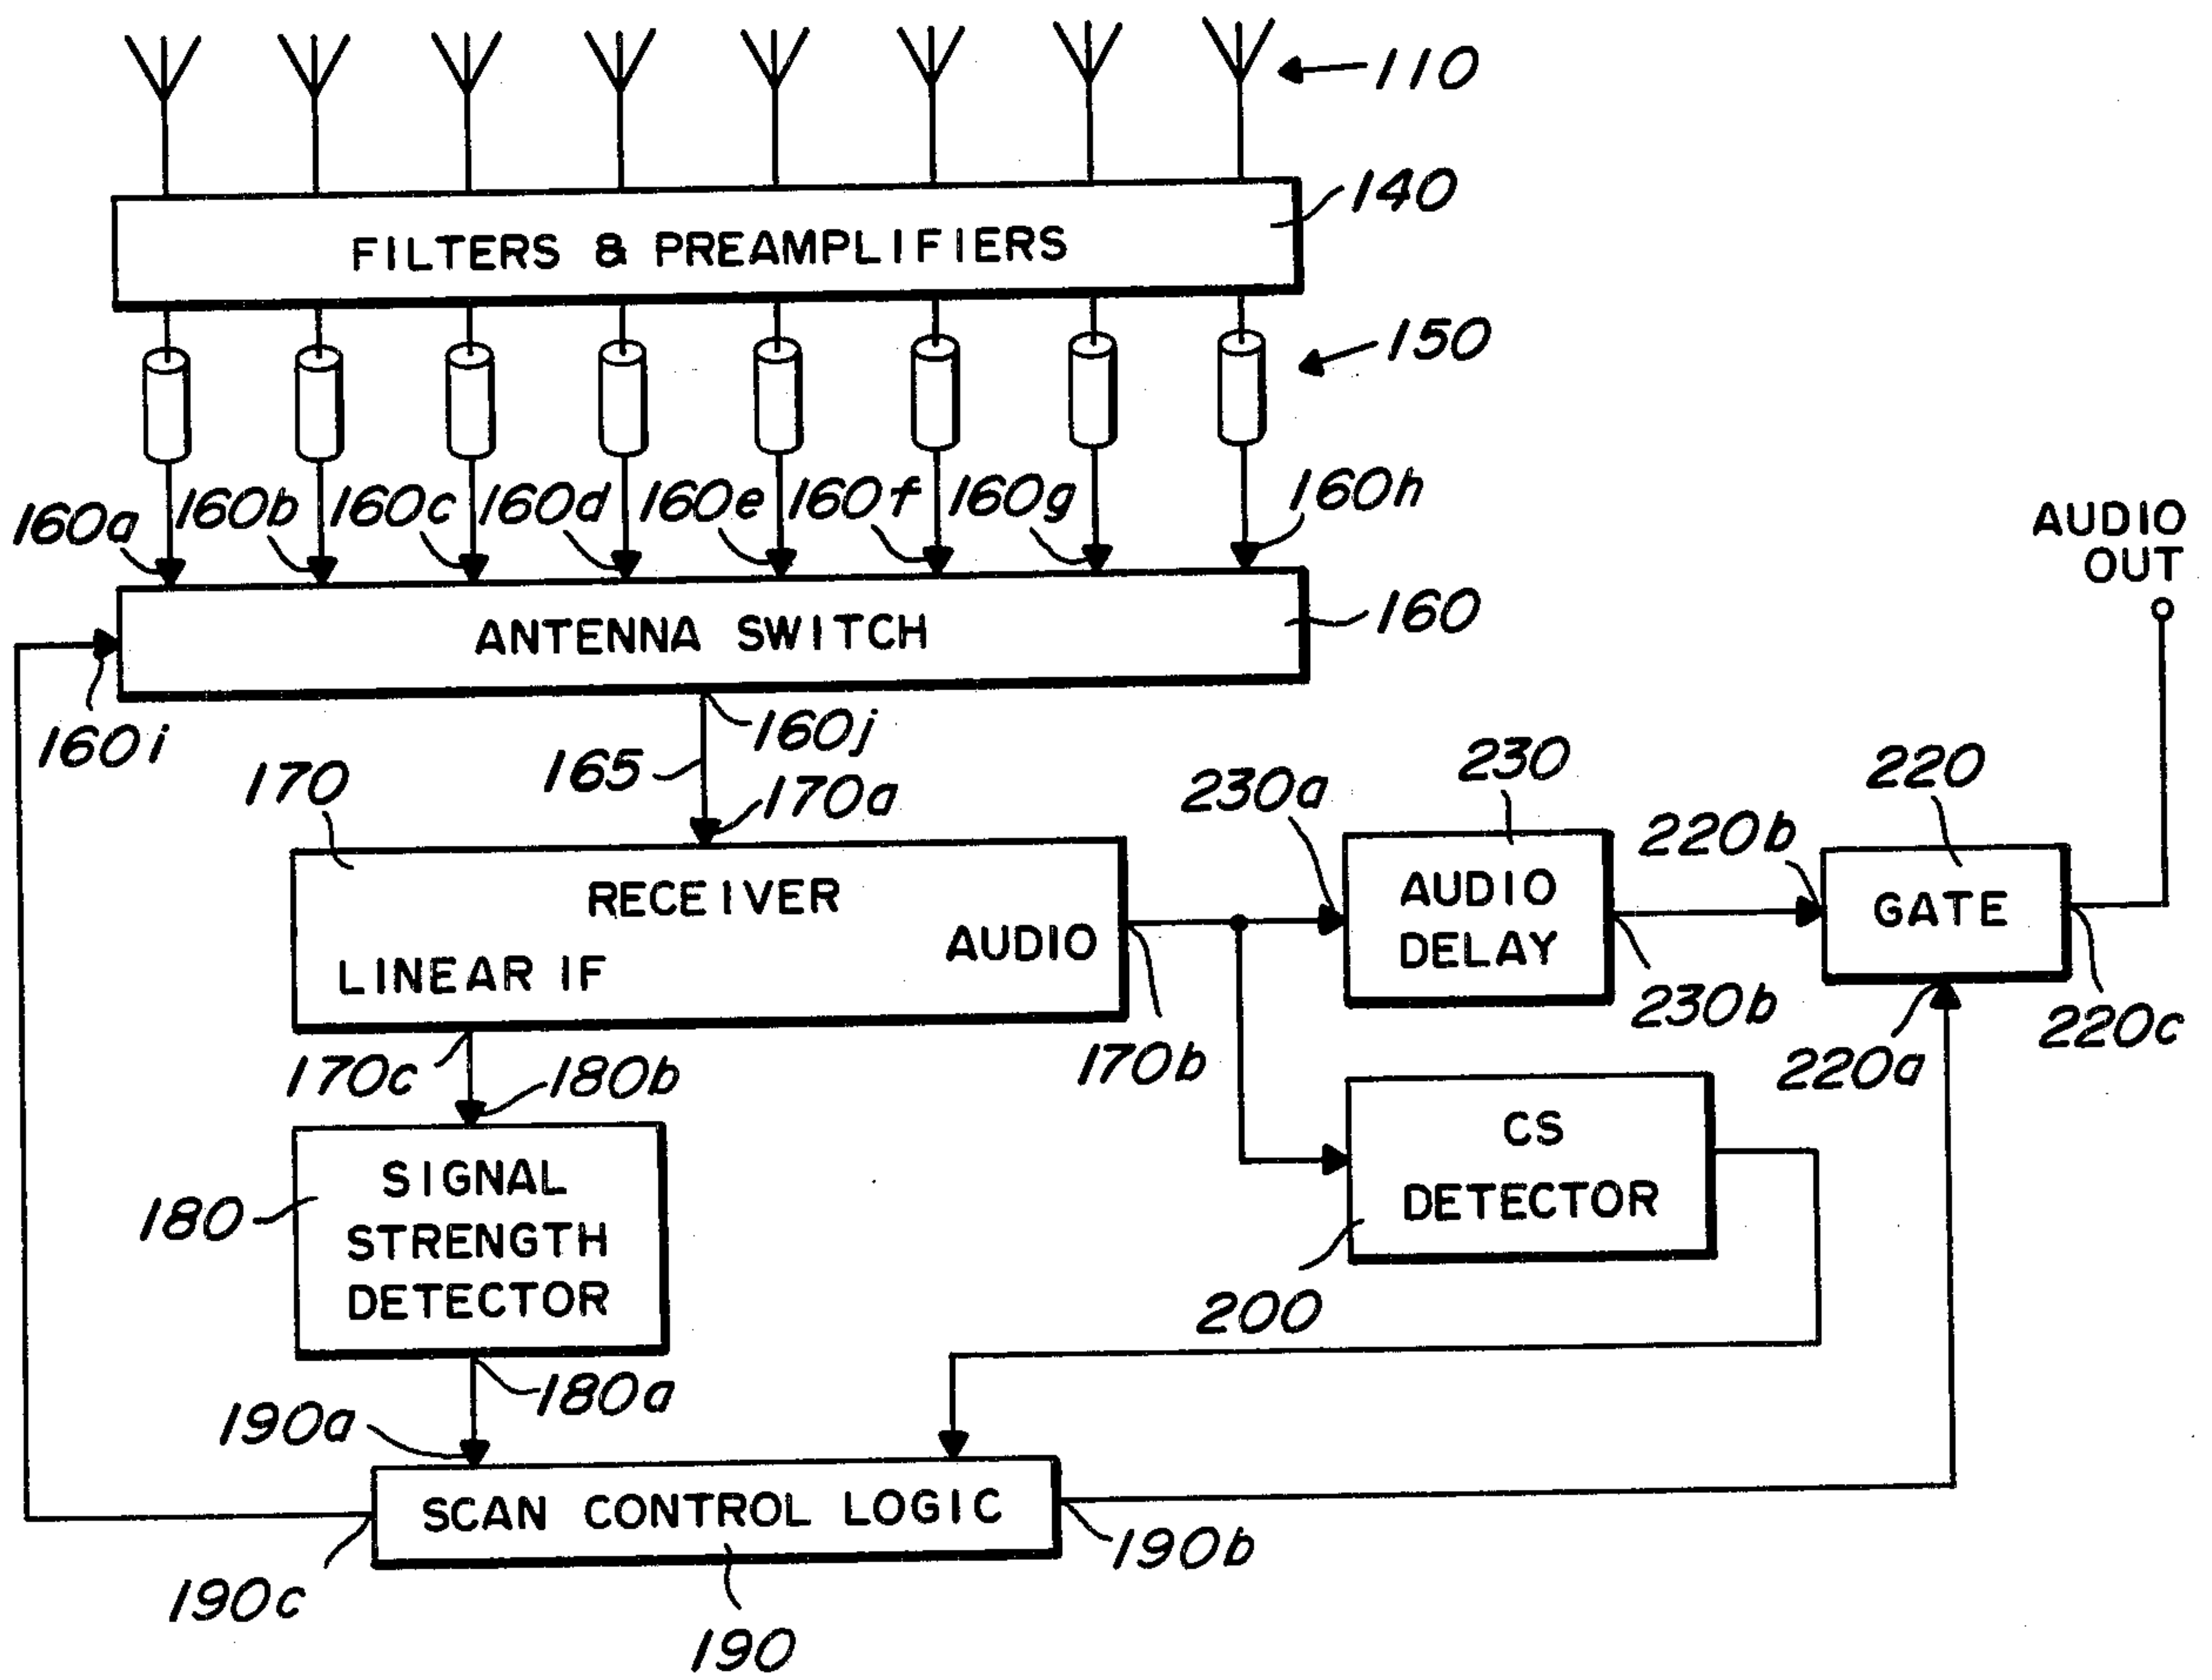 110
140
FILTERS & PREAMPLIFIERS
150
160a
160b
160c
160d
160e
160f
160g
160h
AUDIO
OUT
ANTENNA SWITCH
160
160i
160j
165
170
170a
230a
230
220b
220
RECEIVER
LINEAR IF
AUDIO
AUDIO
DELAY
GATE
230b
220a
220c
170c
180b
170b
CS
DETECTOR
200
180
SIGNAL
STRENGTH
DETECTOR
180a
190a
SCAN CONTROL LOGIC
190b
190c
190